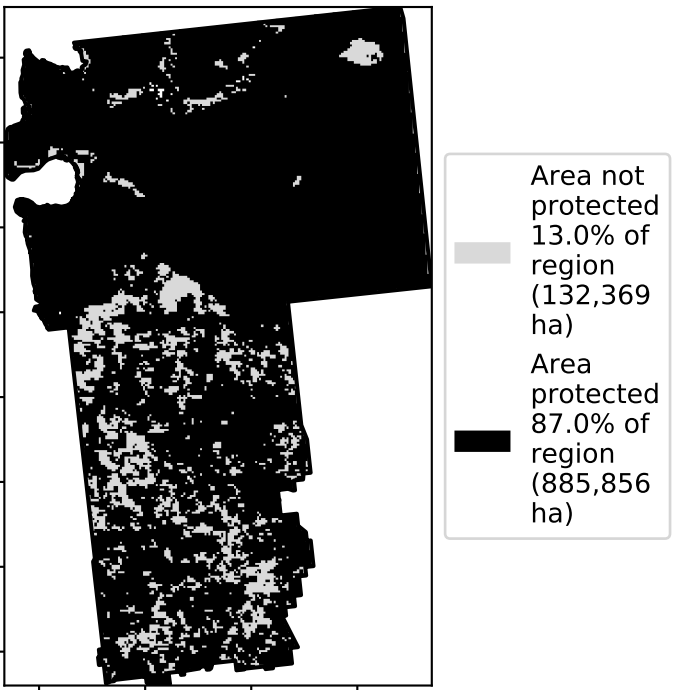 Area not
protected
13.0% of
region
(132,369
ha)
Area
protected
87.0% of
region
(885,856
ha)